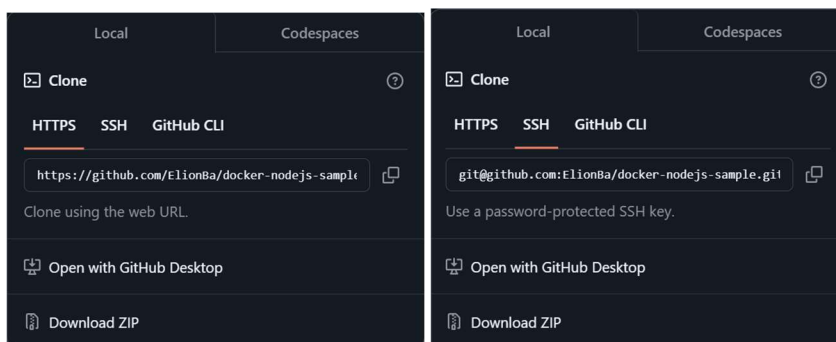 Local Codespaces
Clone
HTTPS SSH GitHub CLI
https://github.com/ElionBa/docker-nodejs-sample
Clone using the web URL.
Open with GitHub Desktop
Download ZIP
Local Codespaces
Clone
HTTPS SSH GitHub CLI
git@github.com:ElionBa/docker-nodejs-sample.git
Use a password-protected SSH key.
Open with GitHub Desktop
Download ZIP